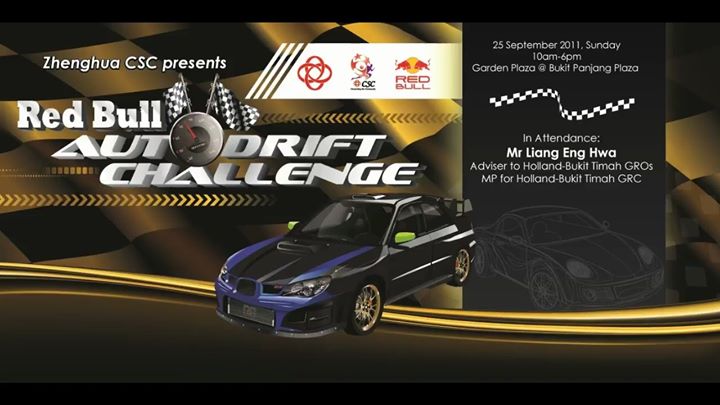 Zhenghua CSC presents
CSC
RED
BULL
25 September 2011, Sunday
10am-6pm
Garden Plaza @ Bukit Panjang Plaza
Red Bull
AUTO DRIFT
CHALLENGE
In Attendance:
Mr Liang Eng Hwa
Adviser to Holland-Bukit Timah GROs
MP for Holland-Bukit Timah GRC